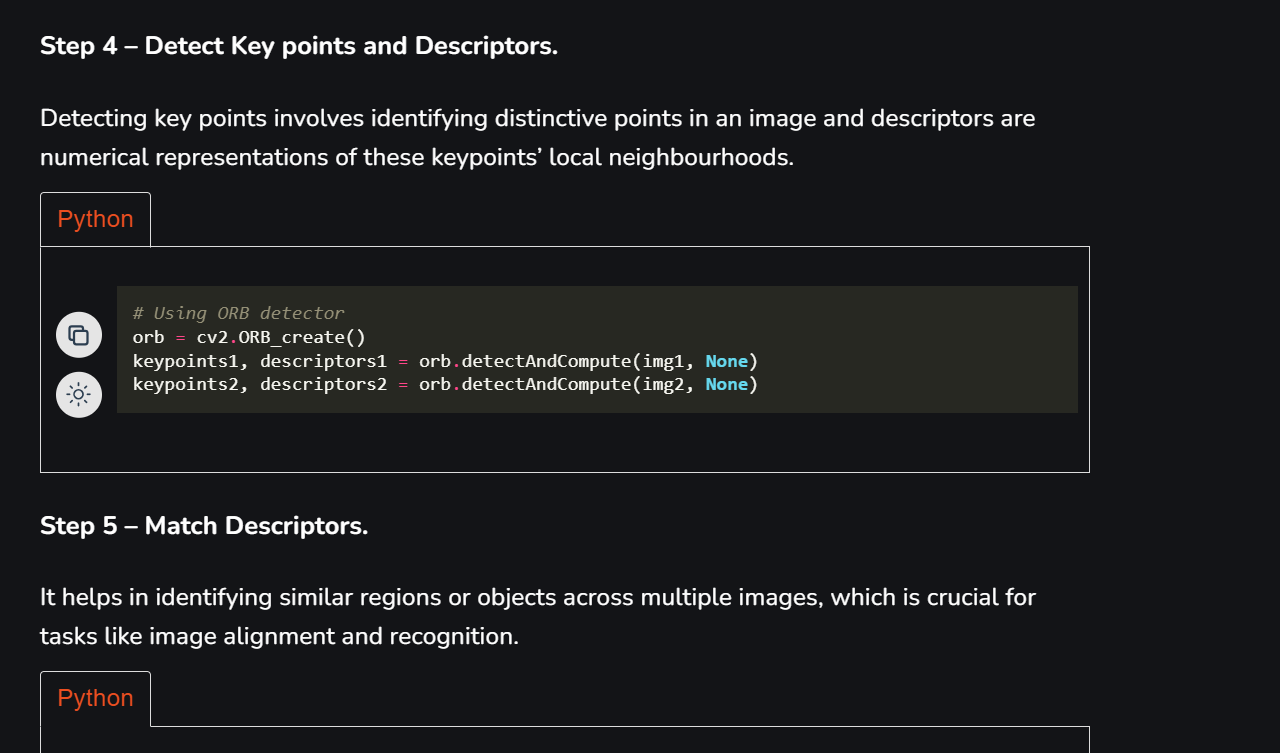 Step 4 – Detect Key points and Descriptors.
Detecting key points involves identifying distinctive points in an image and descriptors are
numerical representations of these keypoints’ local neighbourhoods.
Python
# Using ORB detector
orb = cv2.ORB_create()
keypoints1, descriptors1 = orb.detectAndCompute(img1, None)
keypoints2, descriptors2 = orb.detectAndCompute(img2, None)
Step 5 – Match Descriptors.
It helps in identifying similar regions or objects across multiple images, which is crucial for
tasks like image alignment and recognition.
Python